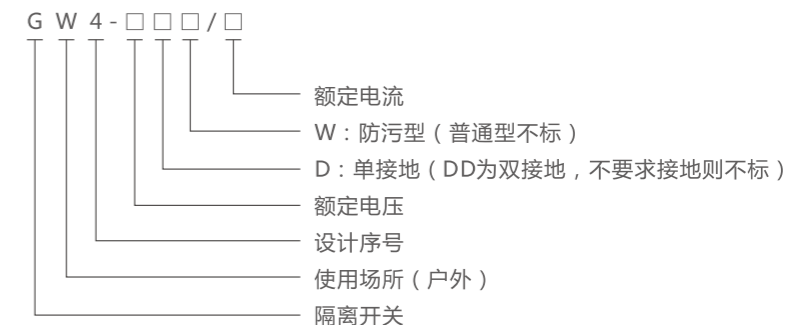 G W 4 - □ □ □ / □
额定电流
W：防污型（普通型不标）
D：单接地（DD为双接地，不要求接地则不标）
额定电压
设计序号
使用场所（户外）
隔离开关